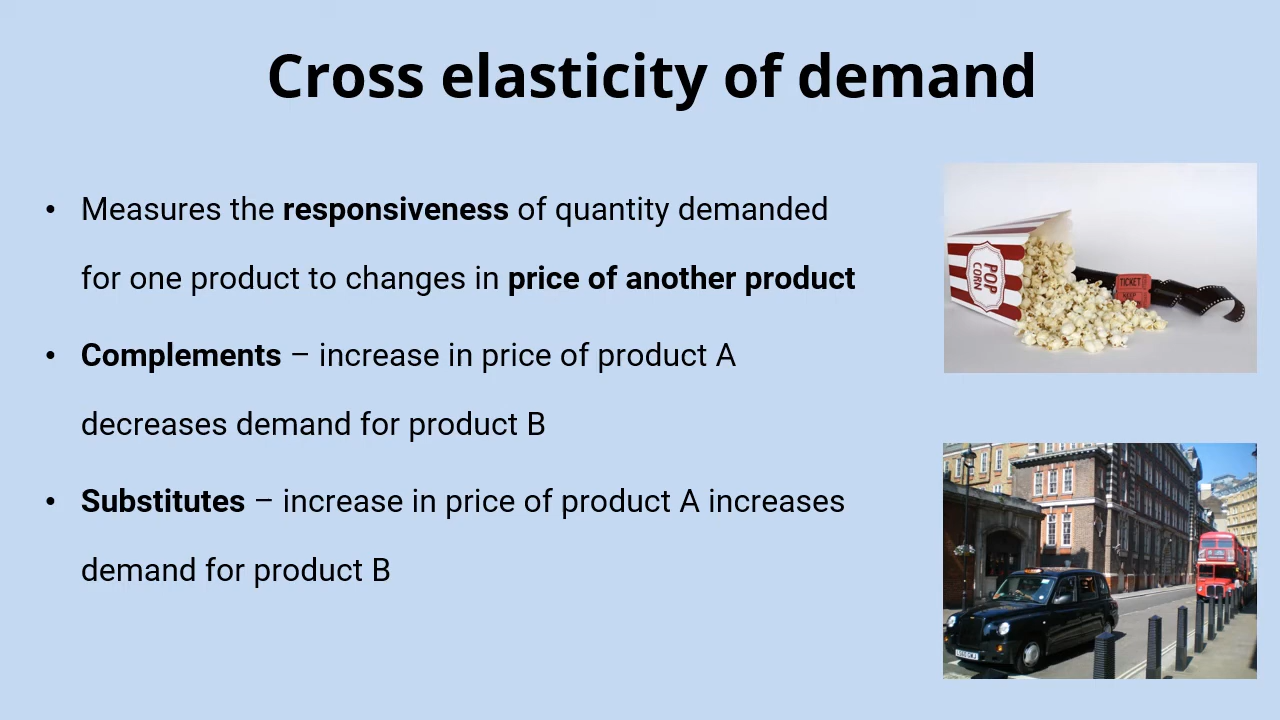 Cross elasticity of demand
• Measures the responsiveness of quantity demanded
for one product to changes in price of another product
• Complements – increase in price of product A
decreases demand for product B
• Substitutes – increase in price of product A increases
demand for product B
POP
CORN
TICKET
KEEP